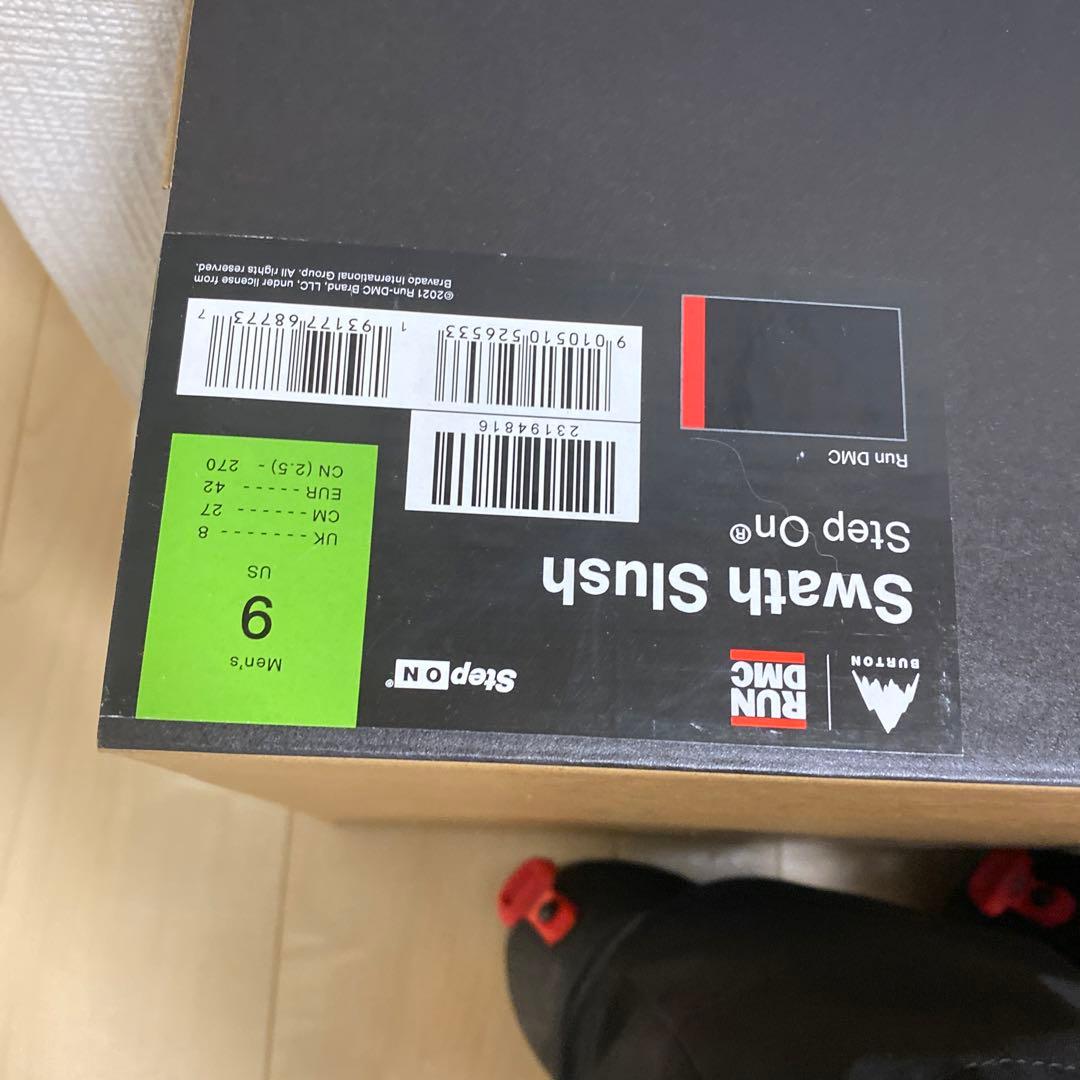 BURTON
RUN
DMC
Step ON®
Swath Slush
Step On®
Run DMC
Men's
9
US
UK - - - - - - - - 8
CM - - - - - - - 27
EUR - - - - - - 42
CN (2.5) - 270
23194816
9 010510 526533
1 93177 68773 7
©2021 Run-DMC Brand, LLC, under license from
Bravado International Group. All rights reserved.